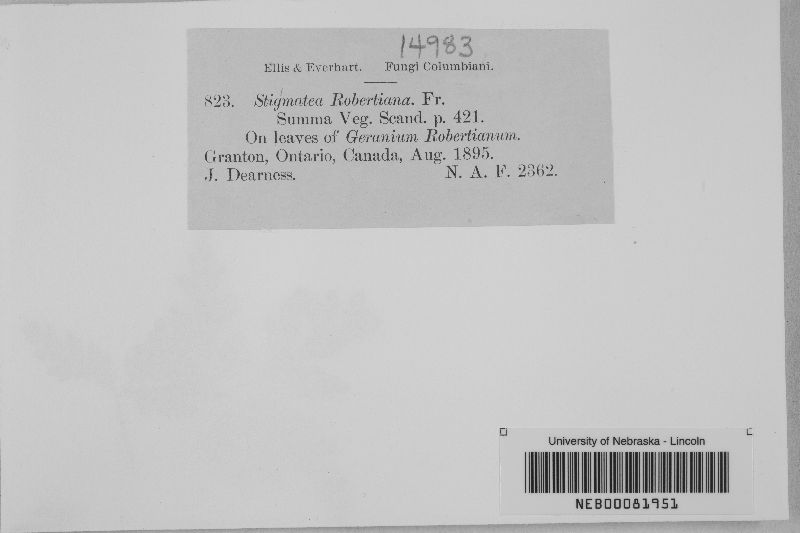 14983
Ellis & Everhart. Fungi Columbiani.
823. Stigmatea Robertiana. Fr.
Summa Veg. Scand. p. 421.
On leaves of Geranium Robertianum.
Granton, Ontario, Canada, Aug. 1895.
J. Dearness. N. A. F. 2362.
University of Nebraska - Lincoln
NEB00081951